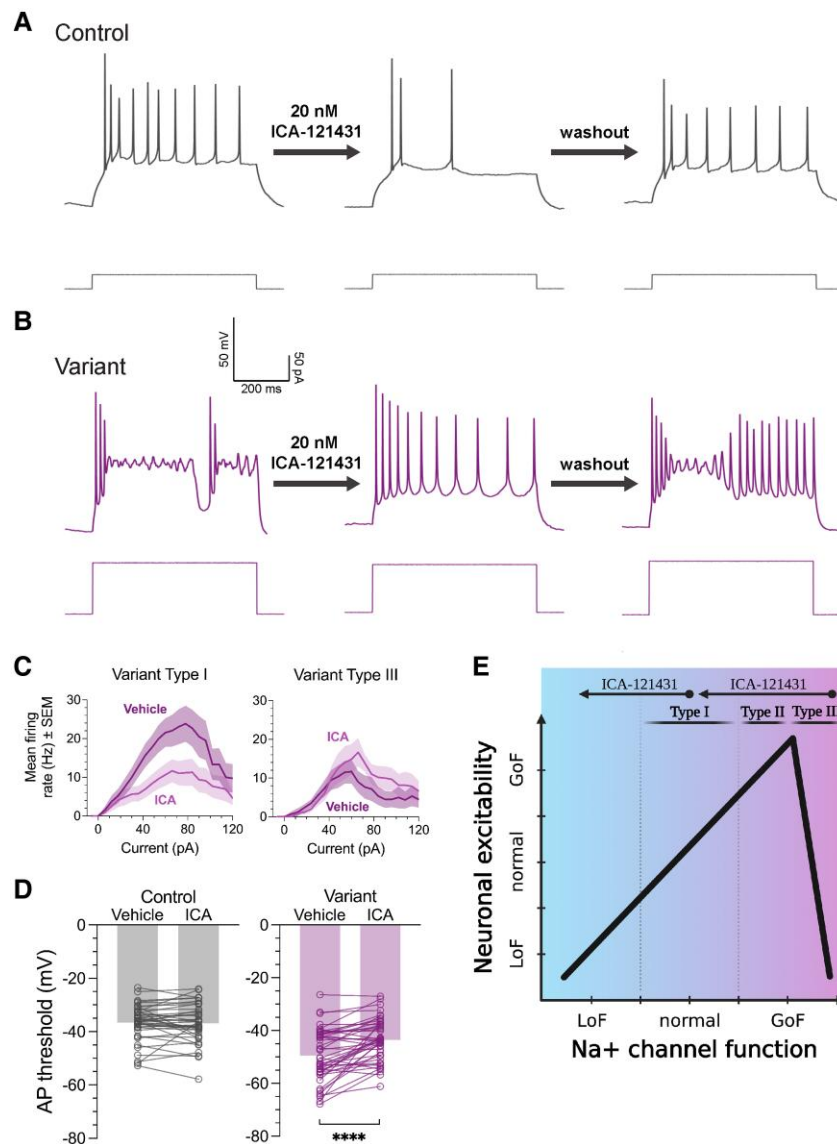 A
Control
20 nM
ICA-121431
washout
B
Variant
50 mV
50 pA
200 ms
20 nM
ICA-121431
washout
C
Variant Type I
Variant Type III
Mean firing
rate (Hz) ± SEM
30
20
10
0
Vehicle
ICA
0 40 80 120
Current (pA)
30
20
10
0
ICA
Vehicle
0 40 80 120
Current (pA)
D
Control
Vehicle ICA
Variant
Vehicle ICA
AP threshold (mV)
0
-20
-40
-60
-80
0
-20
-40
-60
-80
****
E
ICA-121431 ICA-121431
Type I Type II Type III
Neuronal excitability
GoF
normal
LoF
LoF normal GoF
Na+ channel function